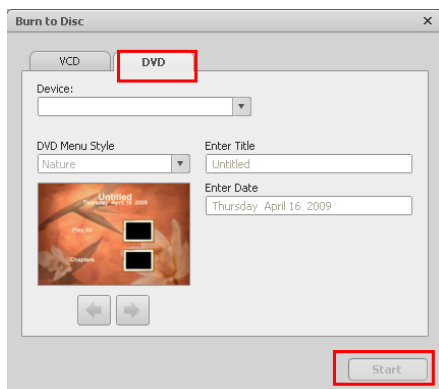 Burn to Disc
VCD DVD
Device:
DVD Menu Style
Nature
Enter Title
Untitled
Enter Date
Thursday April 16 2009
Untitled
Thursday April 16 2009
Play All
Chapters
Start